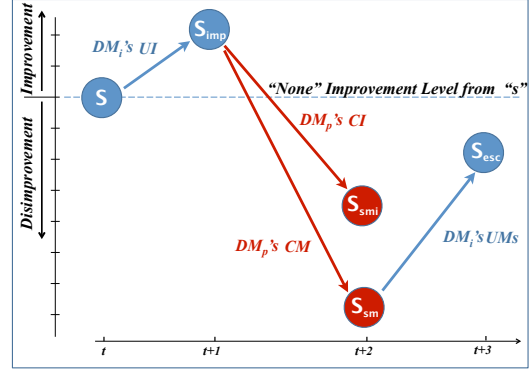 Improvement
Disimprovement
S
DMi's UI
Simp
"None" Improvement Level from "s"
DMp's CI
Ssmi
DMp's CM
Ssm
DMi's UMs
Sesc
t
t+1
t+2
t+3